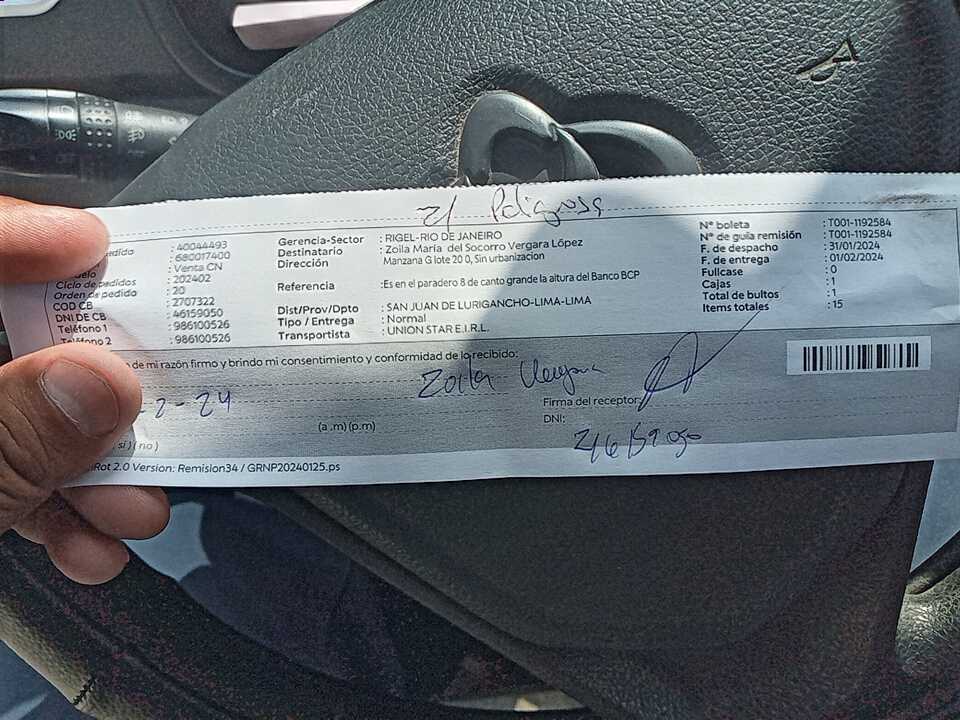 z/ Peligrosa
edido : 40044493
: 680017400
delo : Venta CN
Ciclo de pedidos : 202402
Orden de pedido : 20
COD CB : 2707322
DNI DE CB : 46159050
Teléfono 1 : 986100526
Teléfono 2 : 986100526
Gerencia-Sector : RIGEL-RIO DE JANEIRO
Destinatario : Zoila María del Socorro Vergara López
Dirección Manzana G lote 20 0, Sin urbanizacion
Referencia :Es en el paradero 8 de canto grande la altura del Banco BCP
Dist/Prov/Dpto : SAN JUAN DE LURIGANCHO-LIMA-LIMA
Tipo / Entrega : Normal
Transportista : UNION STAR E.I.R.L.
N° boleta : T001-1192584
N° de guía remisión : T001-1192584
F. de despacho : 31/01/2024
F. de entrega : 01/02/2024
Fullcase : 0
Cajas : 1
Total de bultos : 1
Items totales : 15
de mi razón firmo y brindo mi consentimiento y conformidad de lo recibido:
Zoila Vergara
-2-24
Firma del receptor:
(a .m) (p.m)
DNI:
46159050
, si ) ( no )
Rot 2.0 Version: Remision34 / GRNP20240125.ps